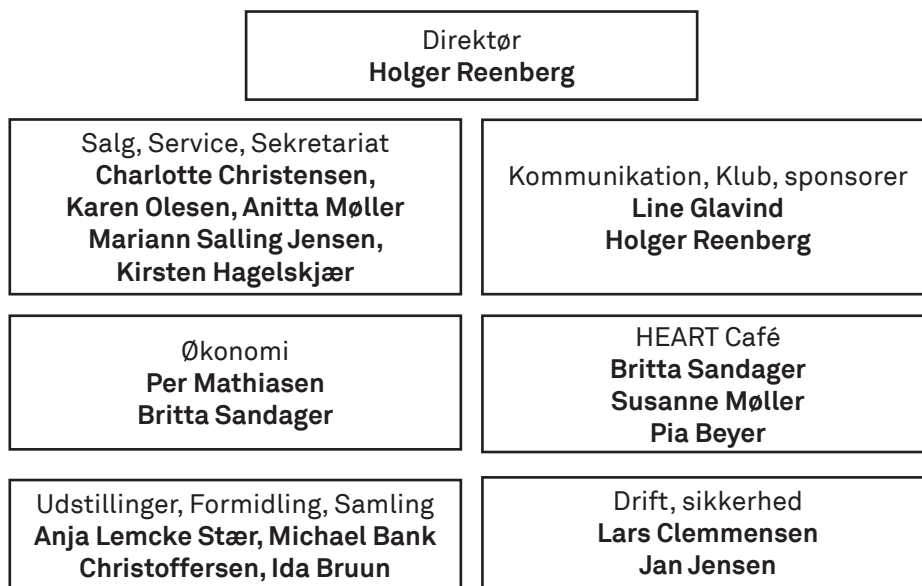 Direktør
Holger Reenberg
Salg, Service, Sekretariat
Charlotte Christensen,
Karen Olesen, Anitta Møller
Mariann Salling Jensen,
Kirsten Hagelskjær
Kommunikation, Klub, sponsorer
Line Glavind
Holger Reenberg
Økonomi
Per Mathiasen
Britta Sandager
HEART Café
Britta Sandager
Susanne Møller
Pia Beyer
Udstillinger, Formidling, Samling
Anja Lemcke Stær, Michael Bank
Christoffersen, Ida Bruun
Drift, sikkerhed
Lars Clemmensen
Jan Jensen